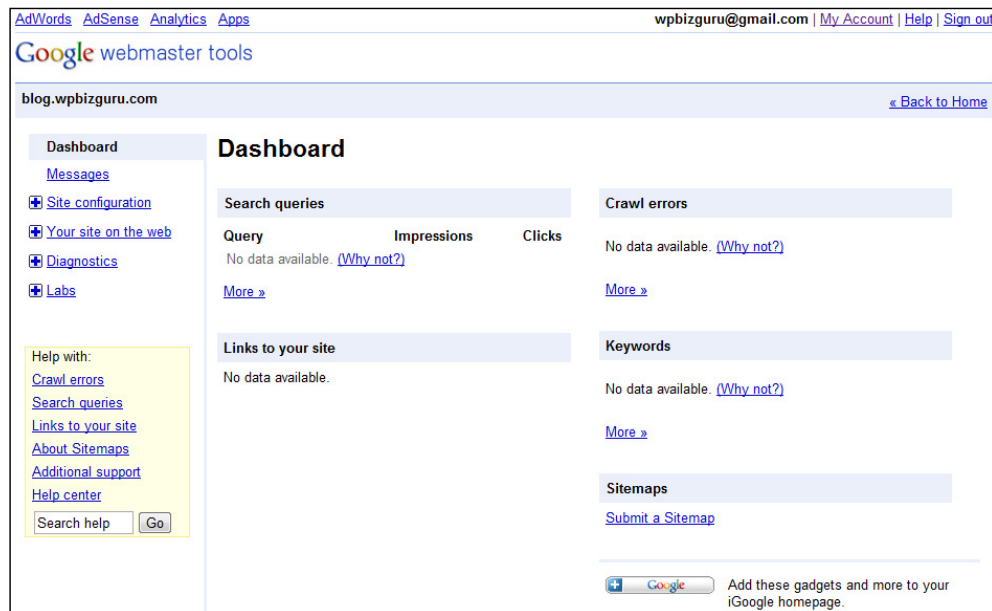 AdWords AdSense Analytics Apps
wpbizguru@gmail.com | My Account | Help | Sign out
Google webmaster tools
blog.wpbizguru.com
« Back to Home
Dashboard
Messages
Site configuration
Your site on the web
Diagnostics
Labs
Help with:
Crawl errors
Search queries
Links to your site
About Sitemaps
Additional support
Help center
Search help Go
Dashboard
Search queries
Query Impressions Clicks
No data available. (Why not?)
More »
Links to your site
No data available.
Crawl errors
No data available. (Why not?)
More »
Keywords
No data available. (Why not?)
More »
Sitemaps
Submit a Sitemap
Google
Add these gadgets and more to your
iGoogle homepage.